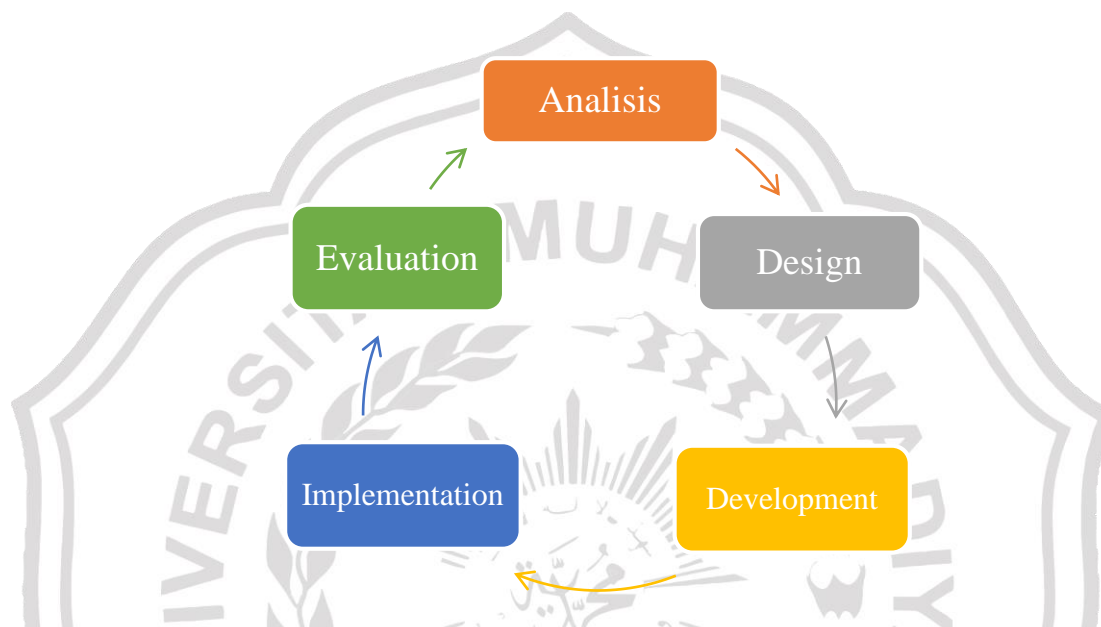 Analisis
Evaluation
Design
Implementation
Development